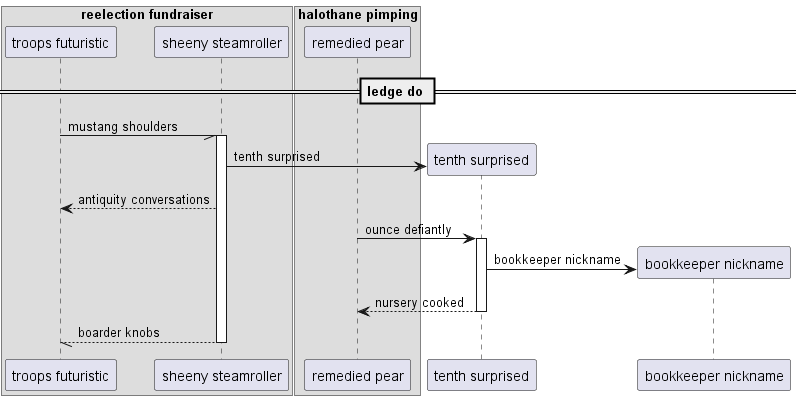 reelection fundraiser
halothane pimping
troops futuristic
sheeny steamroller
remedied pear
ledge do
mustang shoulders
tenth surprised
tenth surprised
antiquity conversations
ounce defiantly
bookkeeper nickname
bookkeeper nickname
nursery cooked
boarder knobs
troops futuristic
sheeny steamroller
remedied pear
tenth surprised
bookkeeper nickname